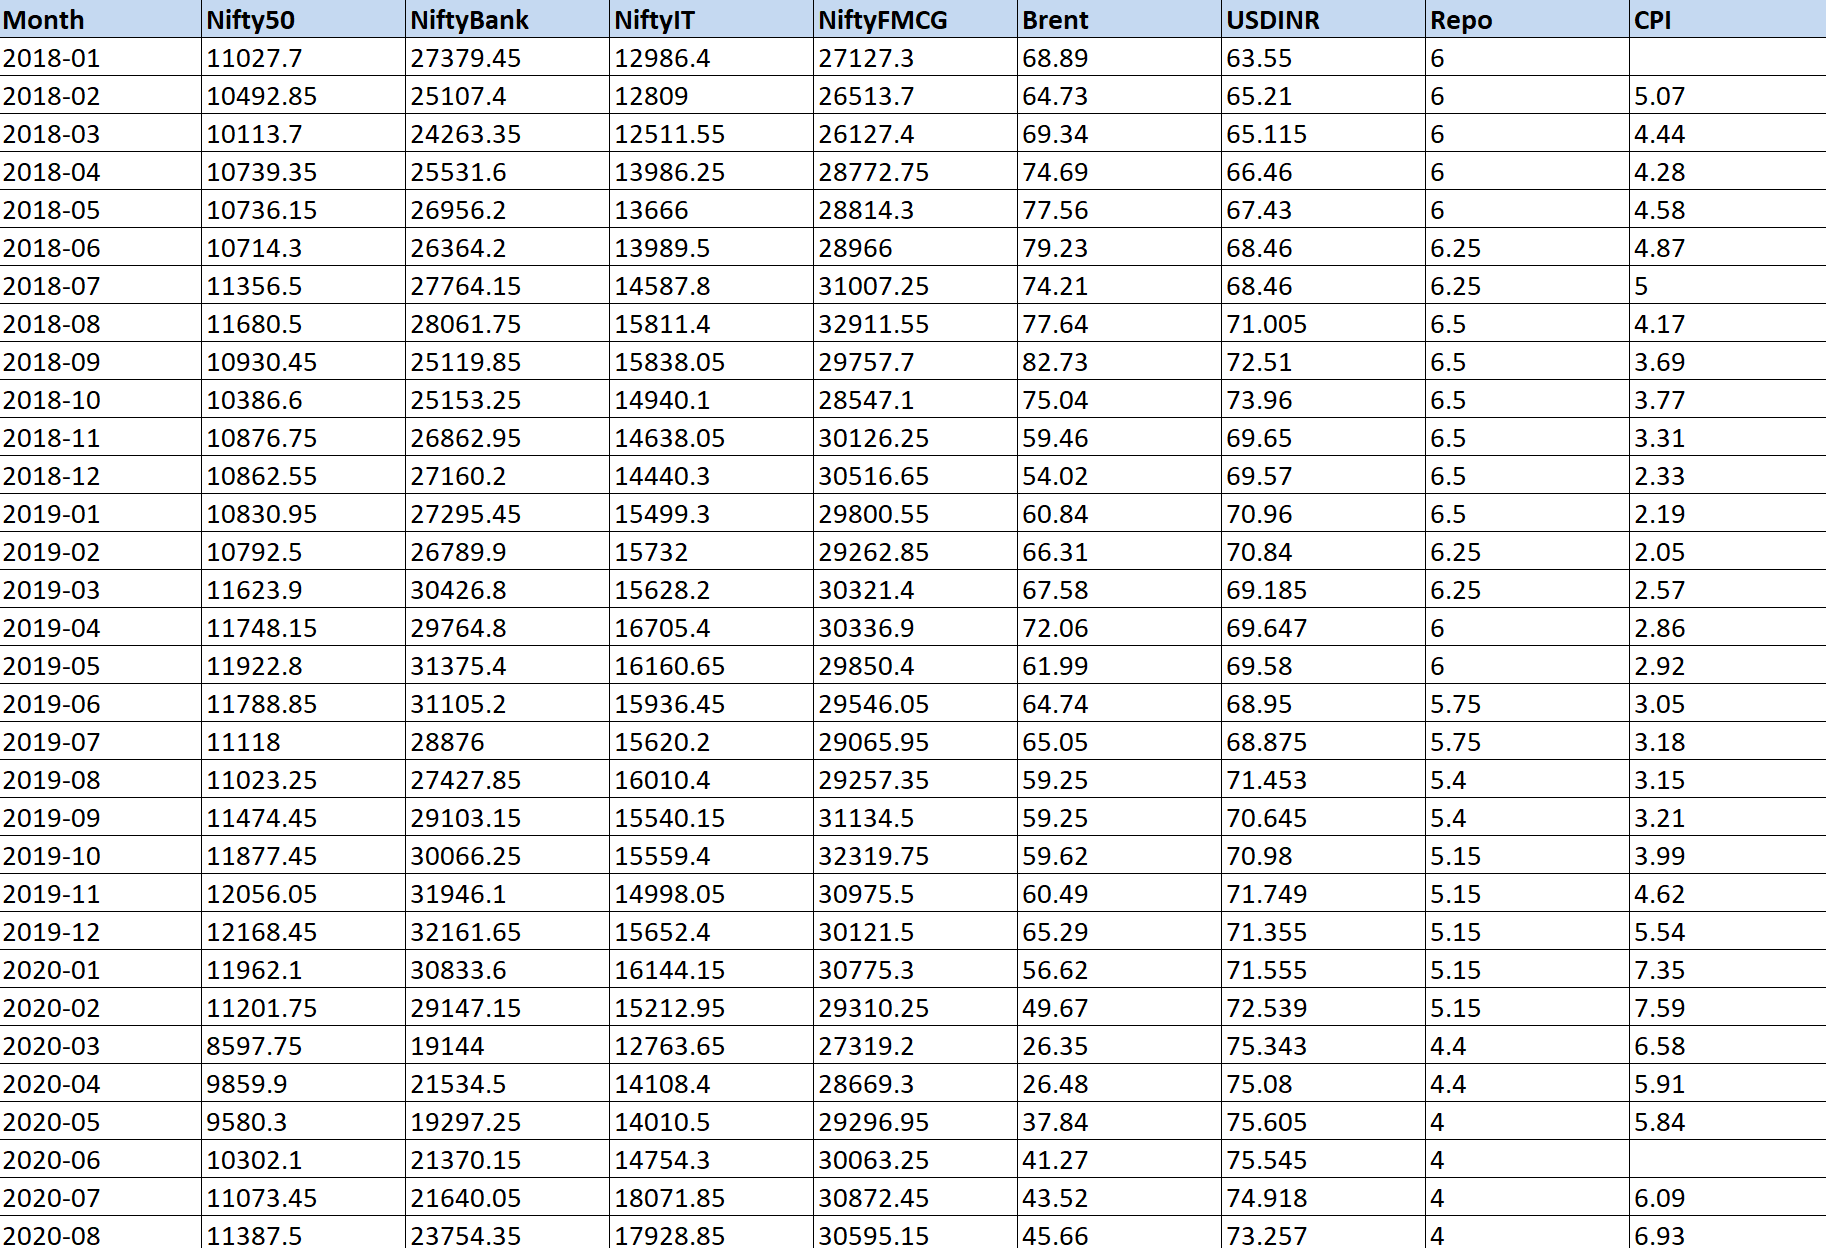 Month Nifty50 NiftyBank NiftyIT NiftyFMCG Brent USDINR Repo CPI
2018-01 11027.7 27379.45 12986.4 27127.3 68.89 63.55 6
2018-02 10492.85 25107.4 12809 26513.7 64.73 65.21 6 5.07
2018-03 10113.7 24263.35 12511.55 26127.4 69.34 65.115 6 4.44
2018-04 10739.35 25531.6 13986.25 28772.75 74.69 66.46 6 4.28
2018-05 10736.15 26956.2 13666 28814.3 77.56 67.43 6 4.58
2018-06 10714.3 26364.2 13989.5 28966 79.23 68.46 6.25 4.87
2018-07 11356.5 27764.15 14587.8 31007.25 74.21 68.46 6.25 5
2018-08 11680.5 28061.75 15811.4 32911.55 77.64 71.005 6.5 4.17
2018-09 10930.45 25119.85 15838.05 29757.7 82.73 72.51 6.5 3.69
2018-10 10386.6 25153.25 14940.1 28547.1 75.04 73.96 6.5 3.77
2018-11 10876.75 26862.95 14638.05 30126.25 59.46 69.65 6.5 3.31
2018-12 10862.55 27160.2 14440.3 30516.65 54.02 69.57 6.5 2.33
2019-01 10830.95 27295.45 15499.3 29800.55 60.84 70.96 6.5 2.19
2019-02 10792.5 26789.9 15732 29262.85 66.31 70.84 6.25 2.05
2019-03 11623.9 30426.8 15628.2 30321.4 67.58 69.185 6.25 2.57
2019-04 11748.15 29764.8 16705.4 30336.9 72.06 69.647 6 2.86
2019-05 11922.8 31375.4 16160.65 29850.4 61.99 69.58 6 2.92
2019-06 11788.85 31105.2 15936.45 29546.05 64.74 68.95 5.75 3.05
2019-07 11118 28876 15620.2 29065.95 65.05 68.875 5.75 3.18
2019-08 11023.25 27427.85 16010.4 29257.35 59.25 71.453 5.4 3.15
2019-09 11474.45 29103.15 15540.15 31134.5 59.25 70.645 5.4 3.21
2019-10 11877.45 30066.25 15559.4 32319.75 59.62 70.98 5.15 3.99
2019-11 12056.05 31946.1 14998.05 30975.5 60.49 71.749 5.15 4.62
2019-12 12168.45 32161.65 15652.4 30121.5 65.29 71.355 5.15 5.54
2020-01 11962.1 30833.6 16144.15 30775.3 56.62 71.555 5.15 7.35
2020-02 11201.75 29147.15 15212.95 29310.25 49.67 72.539 5.15 7.59
2020-03 8597.75 19144 12763.65 27319.2 26.35 75.343 4.4 6.58
2020-04 9859.9 21534.5 14108.4 28669.3 26.48 75.08 4.4 5.91
2020-05 9580.3 19297.25 14010.5 29296.95 37.84 75.605 4 5.84
2020-06 10302.1 21370.15 14754.3 30063.25 41.27 75.545 4
2020-07 11073.45 21640.05 18071.85 30872.45 43.52 74.918 4 6.09
2020-08 11387.5 23754.35 17928.85 30595.15 45.66 73.257 4 6.93